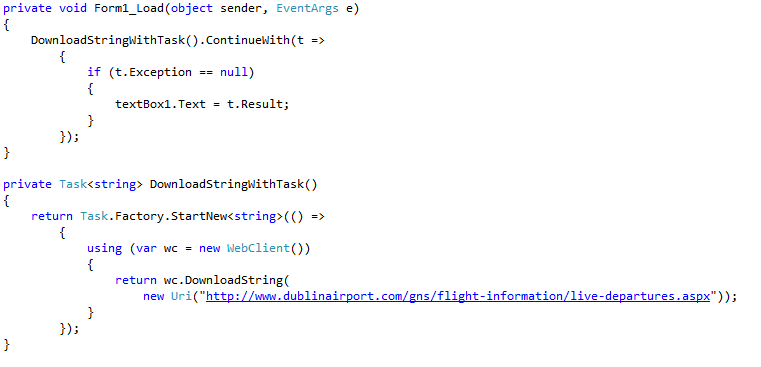 private void Form1_Load(object sender, EventArgs e)
{
    DownloadStringWithTask().ContinueWith(t =>
        {
            if (t.Exception == null)
            {
                textBox1.Text = t.Result;
            }
        });
}

private Task<string> DownloadStringWithTask()
{
    return Task.Factory.StartNew<string>(() =>
        {
            using (var wc = new WebClient())
            {
                return wc.DownloadString(
                    new Uri("http://www.dublinairport.com/gns/flight-information/live-departures.aspx"));
            }
        });
}